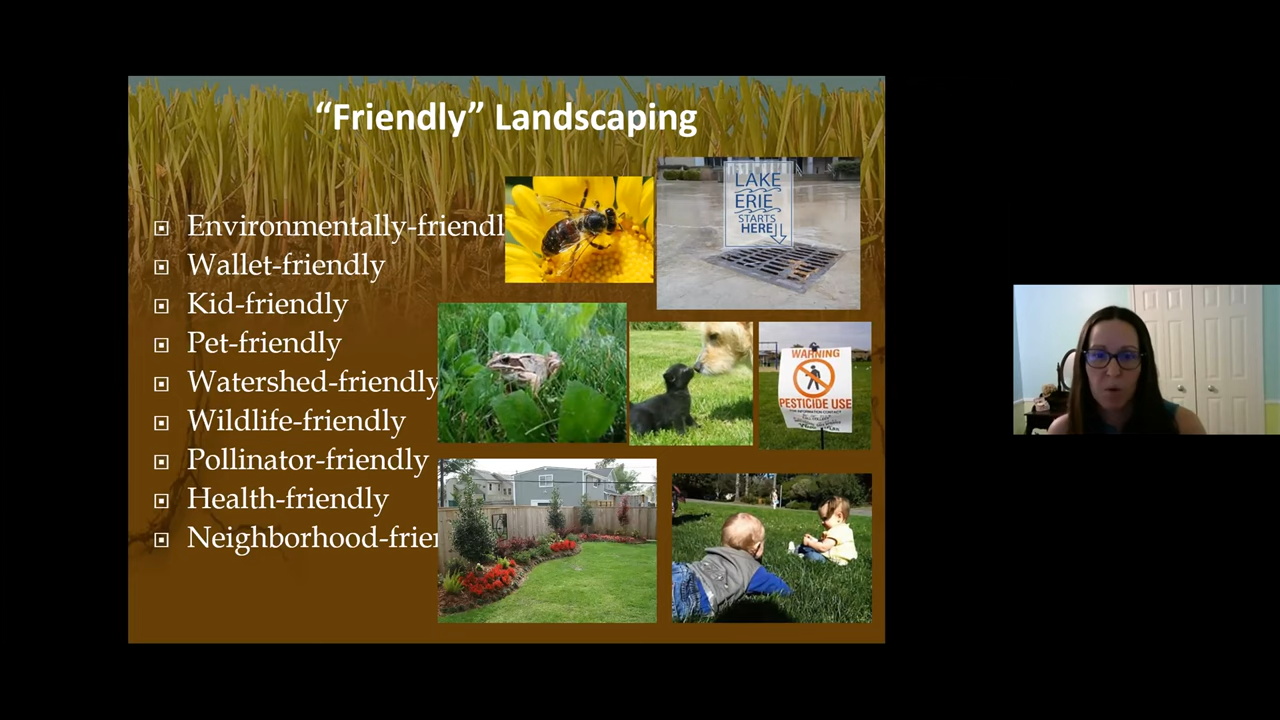 “Friendly” Landscaping
Environmentally-friendl
Wallet-friendly
Kid-friendly
Pet-friendly
Watershed-friendly
Wildlife-friendly
Pollinator-friendly
Health-friendly
Neighborhood-frien
LAKE
ERIE
STARTS
HERE
WARNING
PESTICIDE USE